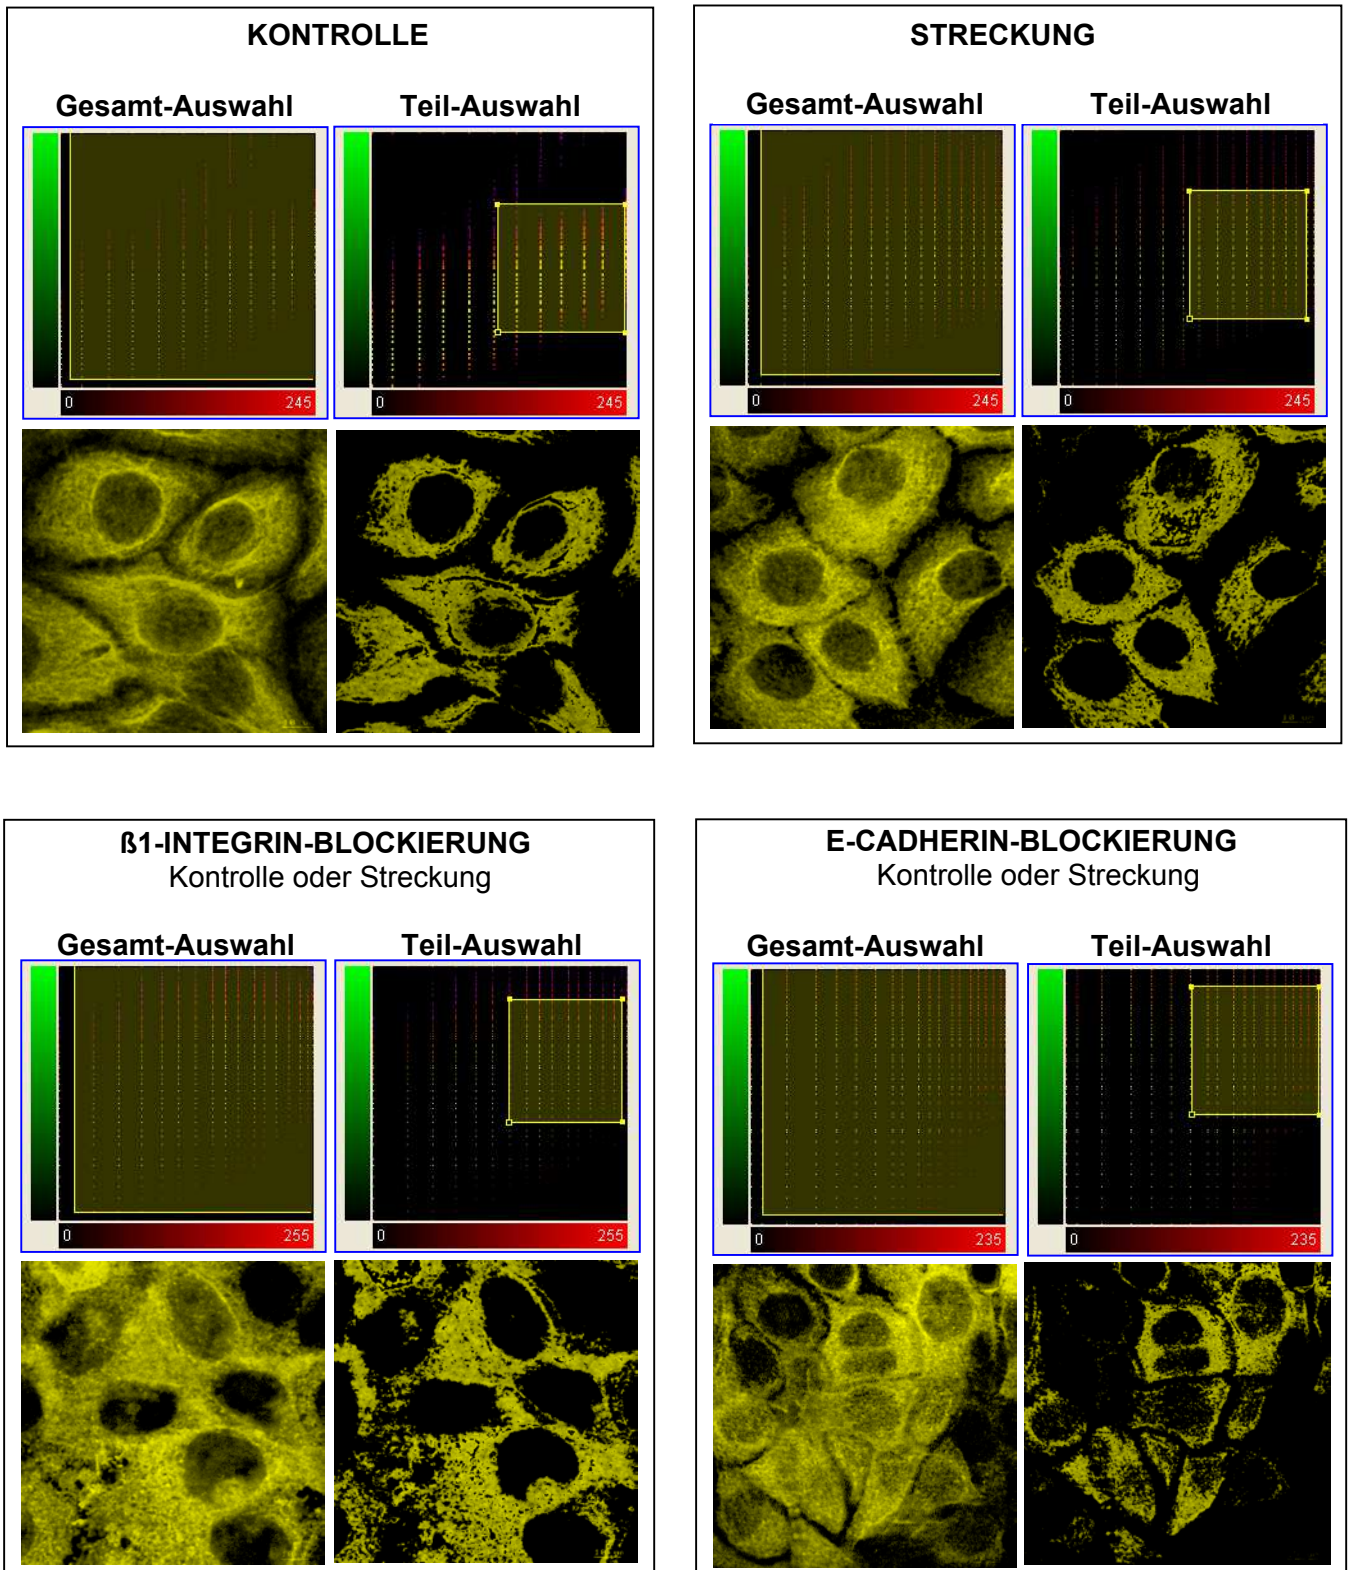 KONTROLLE
Gesamt-Auswahl Teil-Auswahl
0 245 0 245
STRECKUNG
Gesamt-Auswahl Teil-Auswahl
0 245 0 245
ß1-INTEGRIN-BLOCKIERUNG
Kontrolle oder Streckung
Gesamt-Auswahl Teil-Auswahl
0 255 0 255
E-CADHERIN-BLOCKIERUNG
Kontrolle oder Streckung
Gesamt-Auswahl Teil-Auswahl
0 235 0 235